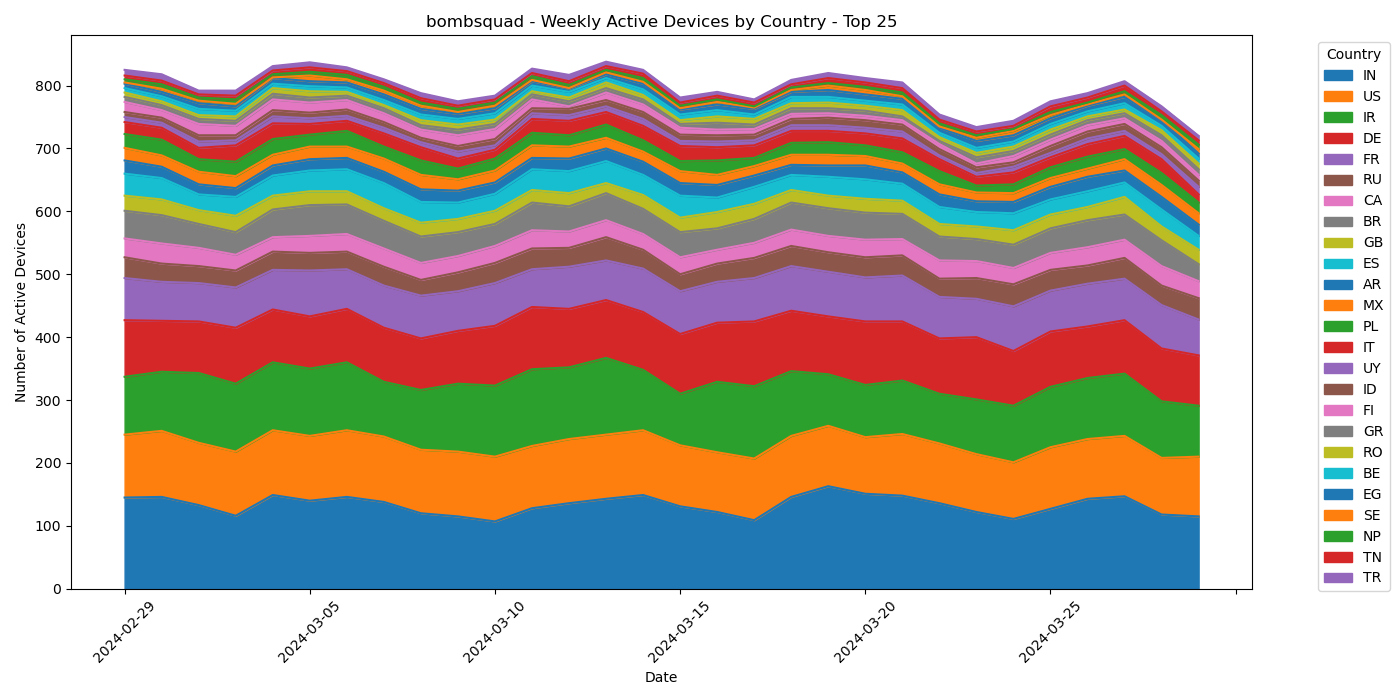 bombsquad - Weekly Active Devices by Country - Top 25
Number of Active Devices
800
700
600
500
400
300
200
100
0
2024-02-29
2024-03-05
2024-03-10
2024-03-15
2024-03-20
2024-03-25
Date
Country
IN
US
IR
DE
FR
RU
CA
BR
GB
ES
AR
MX
PL
IT
UY
ID
FI
GR
RO
BE
EG
SE
NP
TN
TR